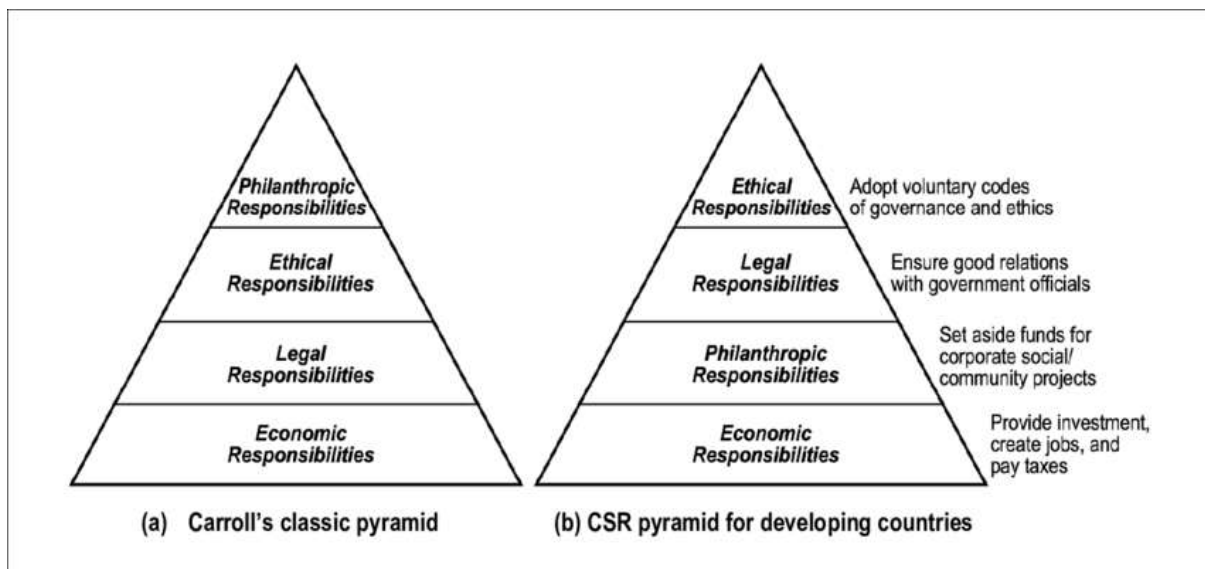 Philanthropic
Responsibilities
Ethical
Responsibilities
Legal
Responsibilities
Economic
Responsibilities
(a) Carroll's classic pyramid
Ethical
Responsibilities
Adopt voluntary codes
of governance and ethics
Legal
Responsibilities
Ensure good relations
with government officials
Philanthropic
Responsibilities
Set aside funds for
corporate social/
community projects
Economic
Responsibilities
Provide investment,
create jobs, and
pay taxes
(b) CSR pyramid for developing countries